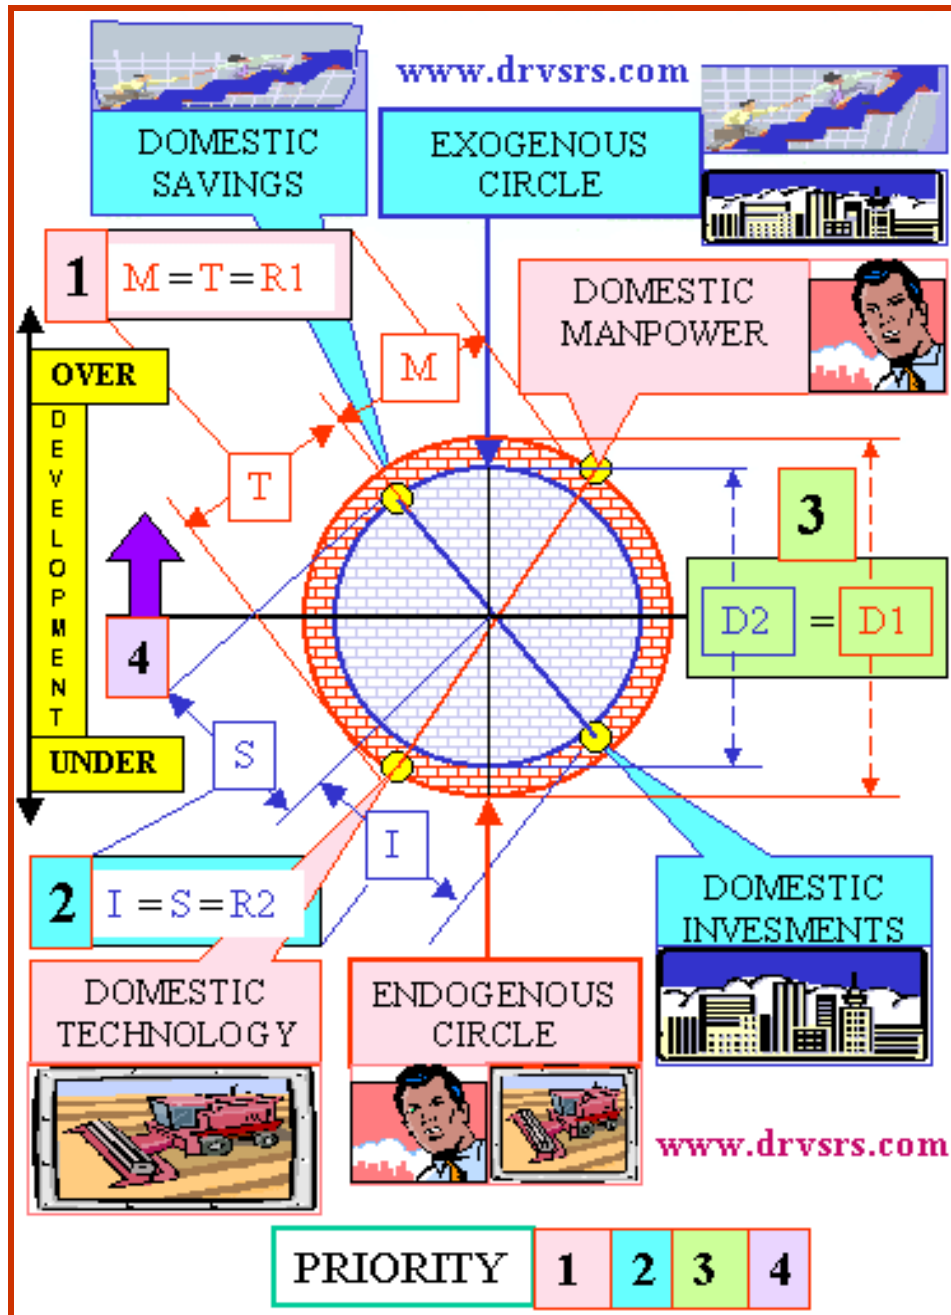 www.drvsrs.com
DOMESTIC
SAVINGS
EXOGENOUS
CIRCLE
1 M = T = R1
DOMESTIC
MANPOWER
OVER
DEVELOPMENT
UNDER
M
T
3
D2 = D1
4
S
I
2 I = S = R2
DOMESTIC
INVESMENTS
DOMESTIC
TECHNOLOGY
ENDOGENOUS
CIRCLE
www.drvsrs.com
PRIORITY 1 2 3 4